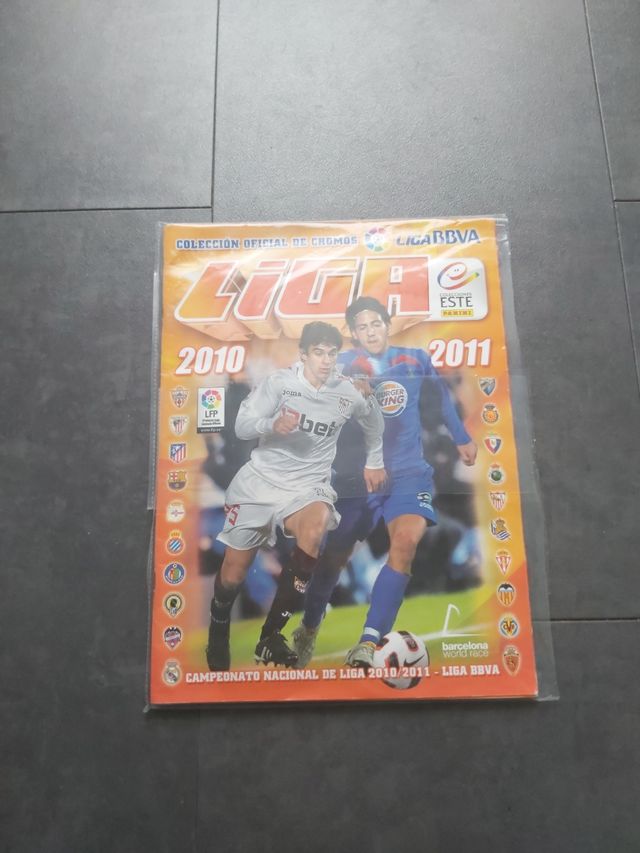 COLECCIÓN OFICIAL DE CROMOS LIGA BBVA
LiGA
COLECCIONES
ESTE
PANINI
2010 2011
LFP
BURGER
KING
Joma
bet
25
barcelona
world race
CAMPEONATO NACIONAL DE LIGA 2010/2011 - LIGA BBVA